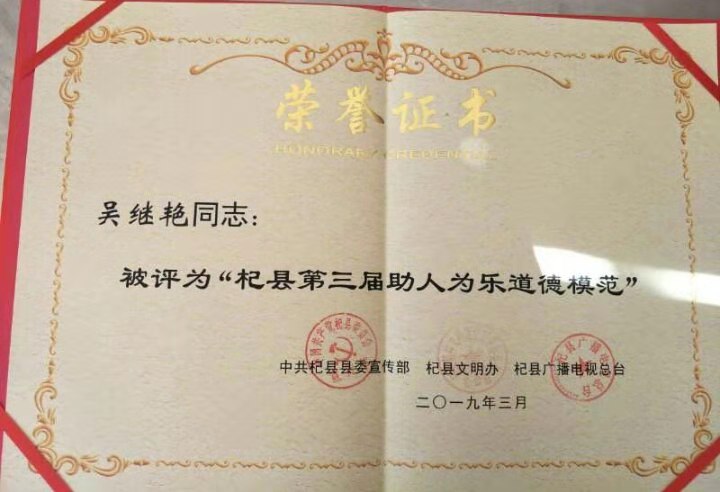 荣誉证书
HONORARY CREDENTIAL
吴继艳同志：
被评为“杞县第三届助人为乐道德模范”
中共杞县县委宣传部 杞县文明办 杞县广播电视总台
二〇一九年三月